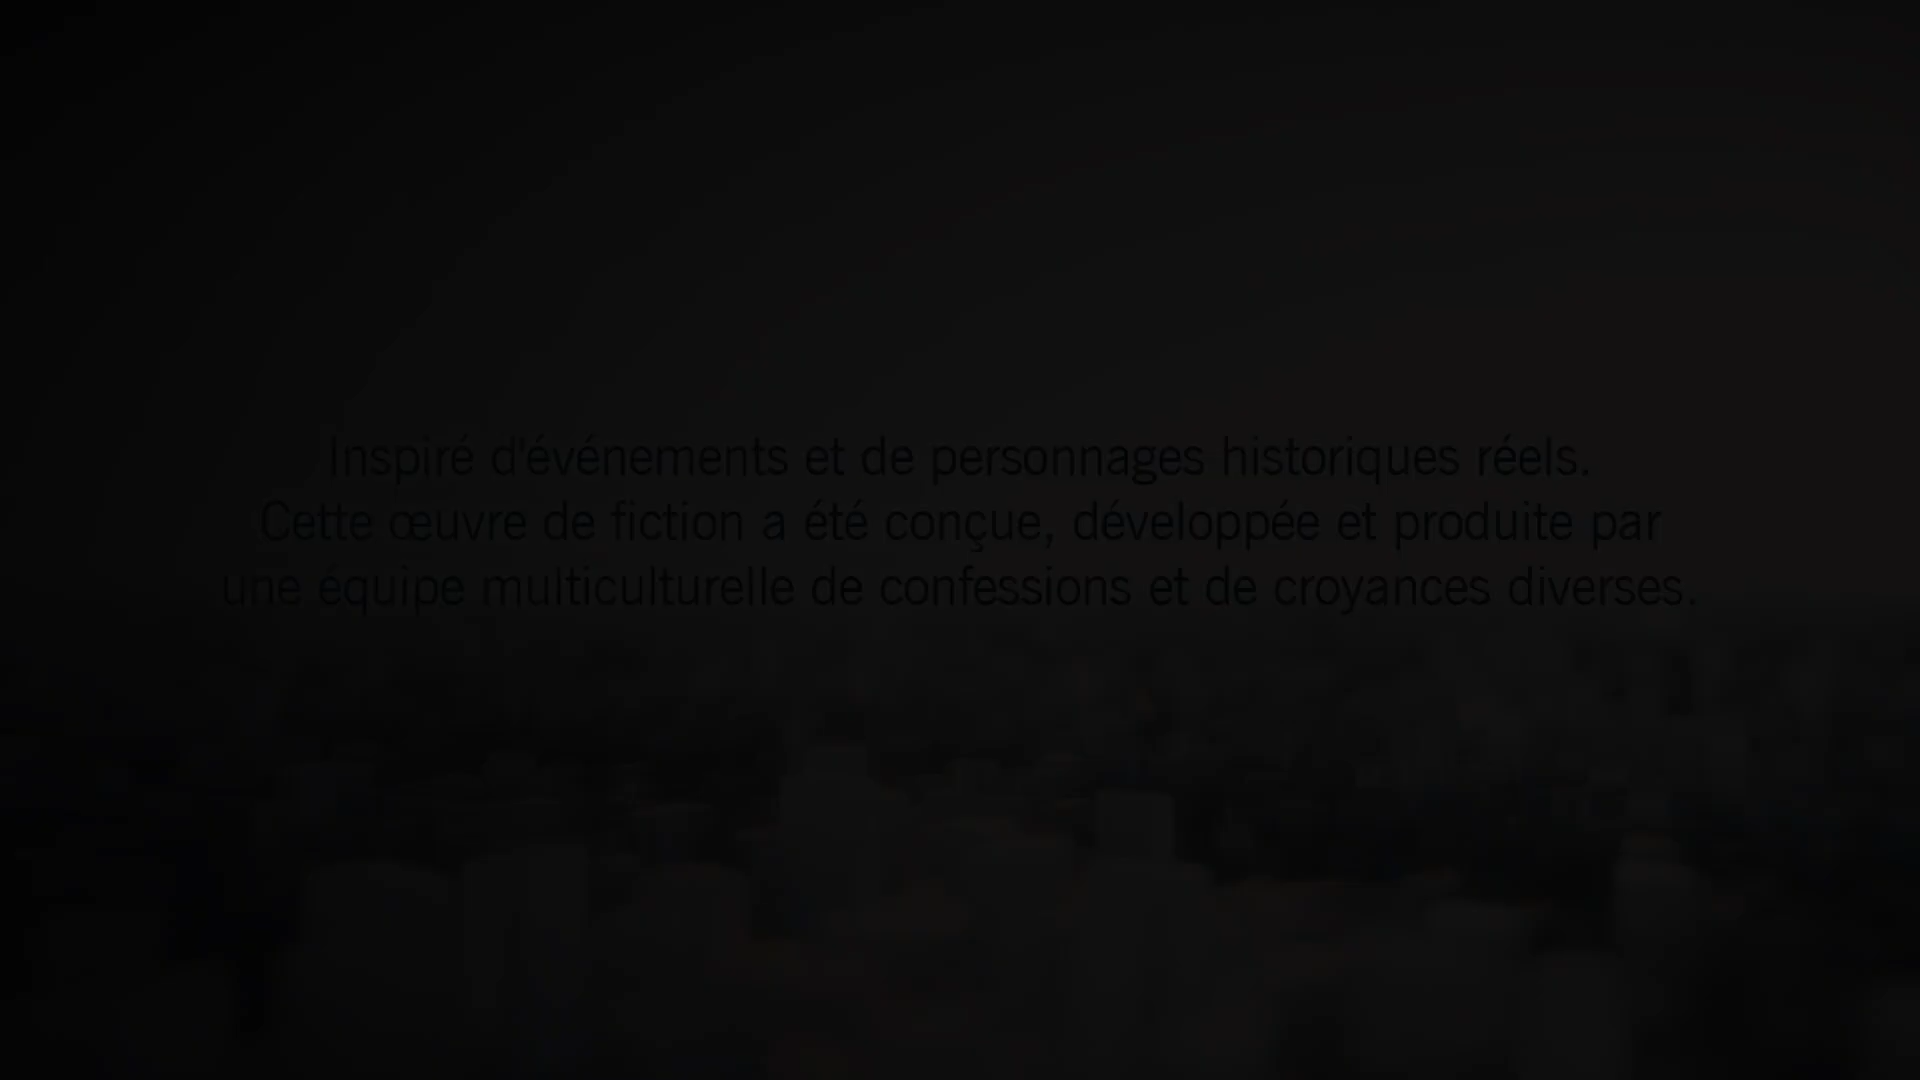 Inspiré d'événements et de personnages historiques réels.
Cette œuvre de fiction a été conçue, développée et produite par
une équipe multiculturelle de confessions et de croyances diverses.